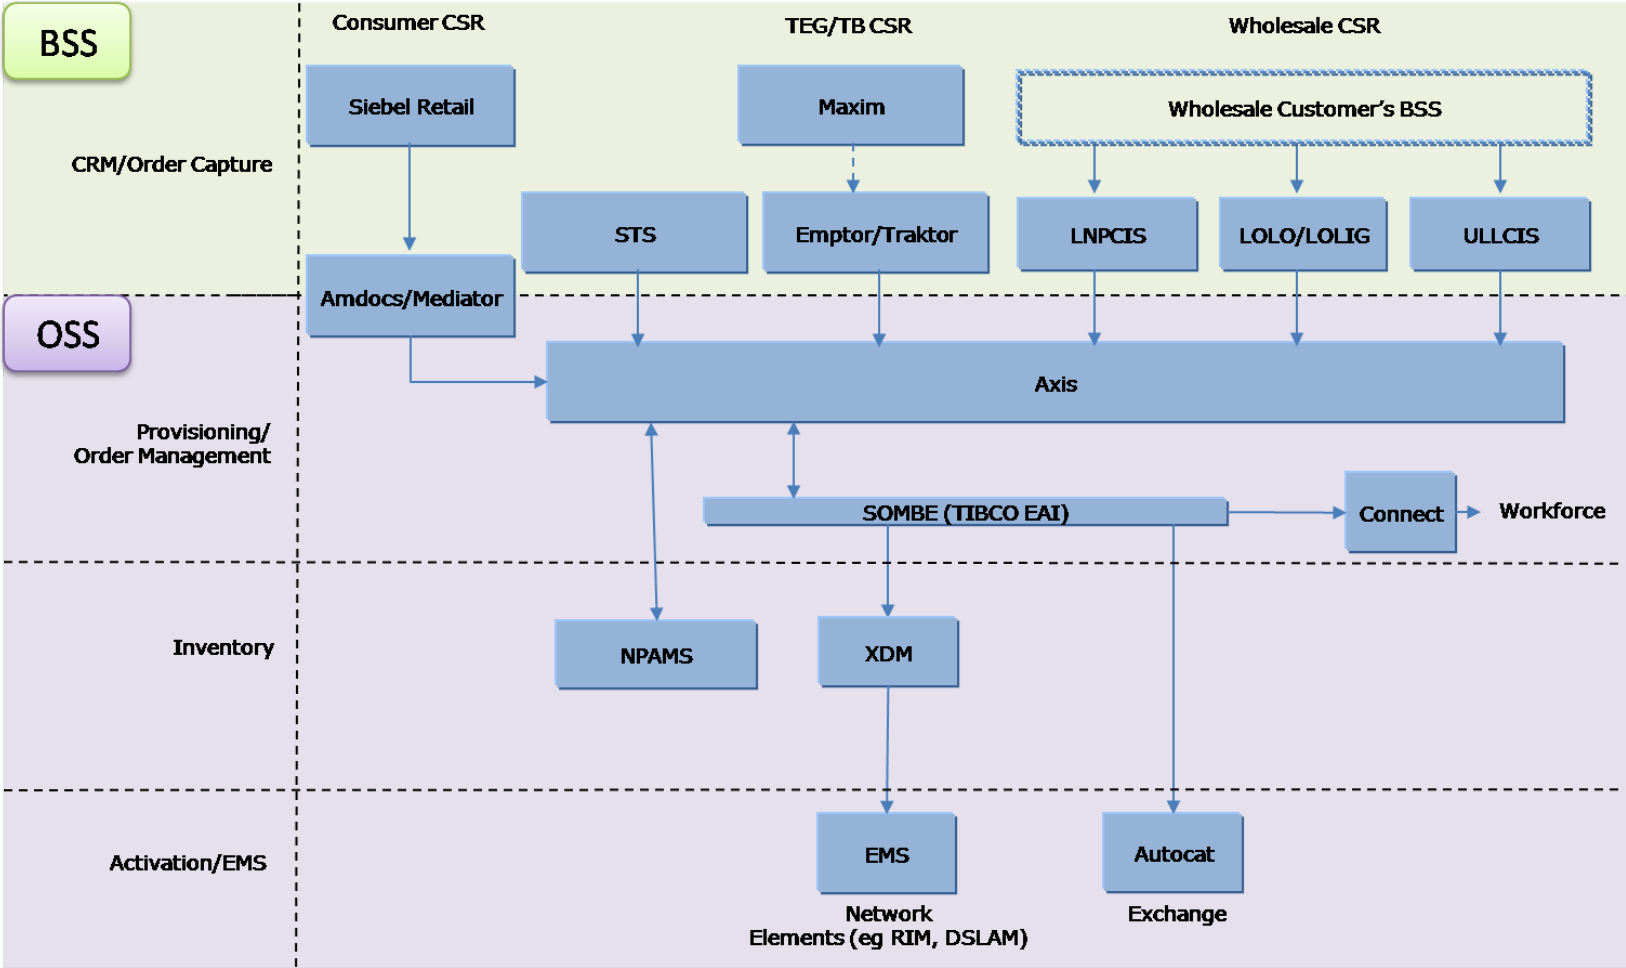 BSS
Consumer CSR
TEG/TB CSR
Wholesale CSR
Siebel Retail
Maxim
Wholesale Customer’s BSS
CRM/Order Capture
STS
Emptor/Traktor
LNPCIS
LOLO/LOLIG
ULLCIS
Amdocs/Mediator
OSS
Axis
Provisioning/
Order Management
SOMBE (TIBCO EAI)
Connect
Workforce
Inventory
NPAMS
XDM
Activation/EMS
EMS
Autocat
Network
Elements (eg RIM, DSLAM)
Exchange